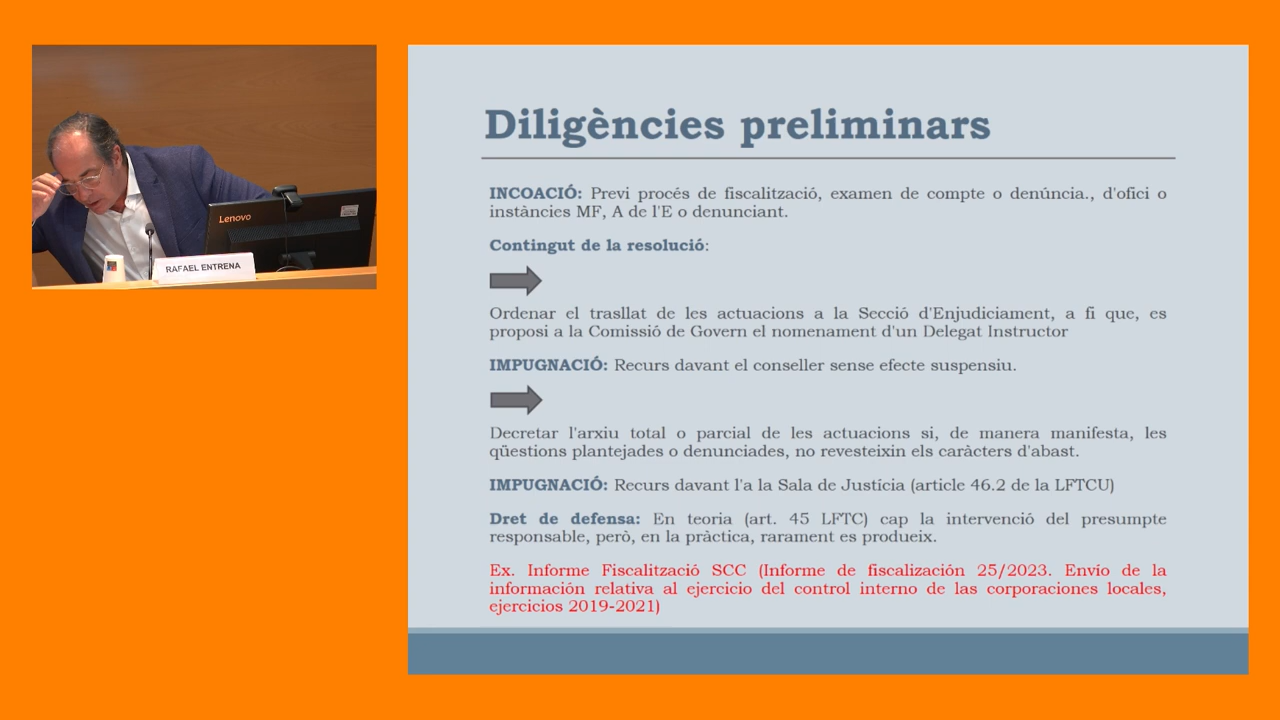 Lenovo
RAFAEL ENTRENA
Diligències preliminars
INCOACIÓ: Previ procés de fiscalització, examen de compte o denúncia., d'ofici o
instàncies MF, A de l'E o denunciant.
Contingut de la resolució:
Ordenar el trasllat de les actuacions a la Secció d'Enjudiciament, a fi que, es
proposi a la Comissió de Govern el nomenament d'un Delegat Instructor
IMPUGNACIÓ: Recurs davant el conseller sense efecte suspensiu.
Decretar l'arxiu total o parcial de les actuacions si, de manera manifesta, les
qüestions plantejades o denunciades, no revesteixin els caràcters d'abast.
IMPUGNACIÓ: Recurs davant l'a la Sala de Justícia (article 46.2 de la LFTCU)
Dret de defensa: En teoria (art. 45 LFTC) cap la intervenció del presumpte
responsable, però, en la pràctica, rarament es produeix.
Ex. Informe Fiscalització SCC (Informe de fiscalización 25/2023. Envío de la
información relativa al ejercicio del control interno de las corporaciones locales,
ejercicios 2019-2021)